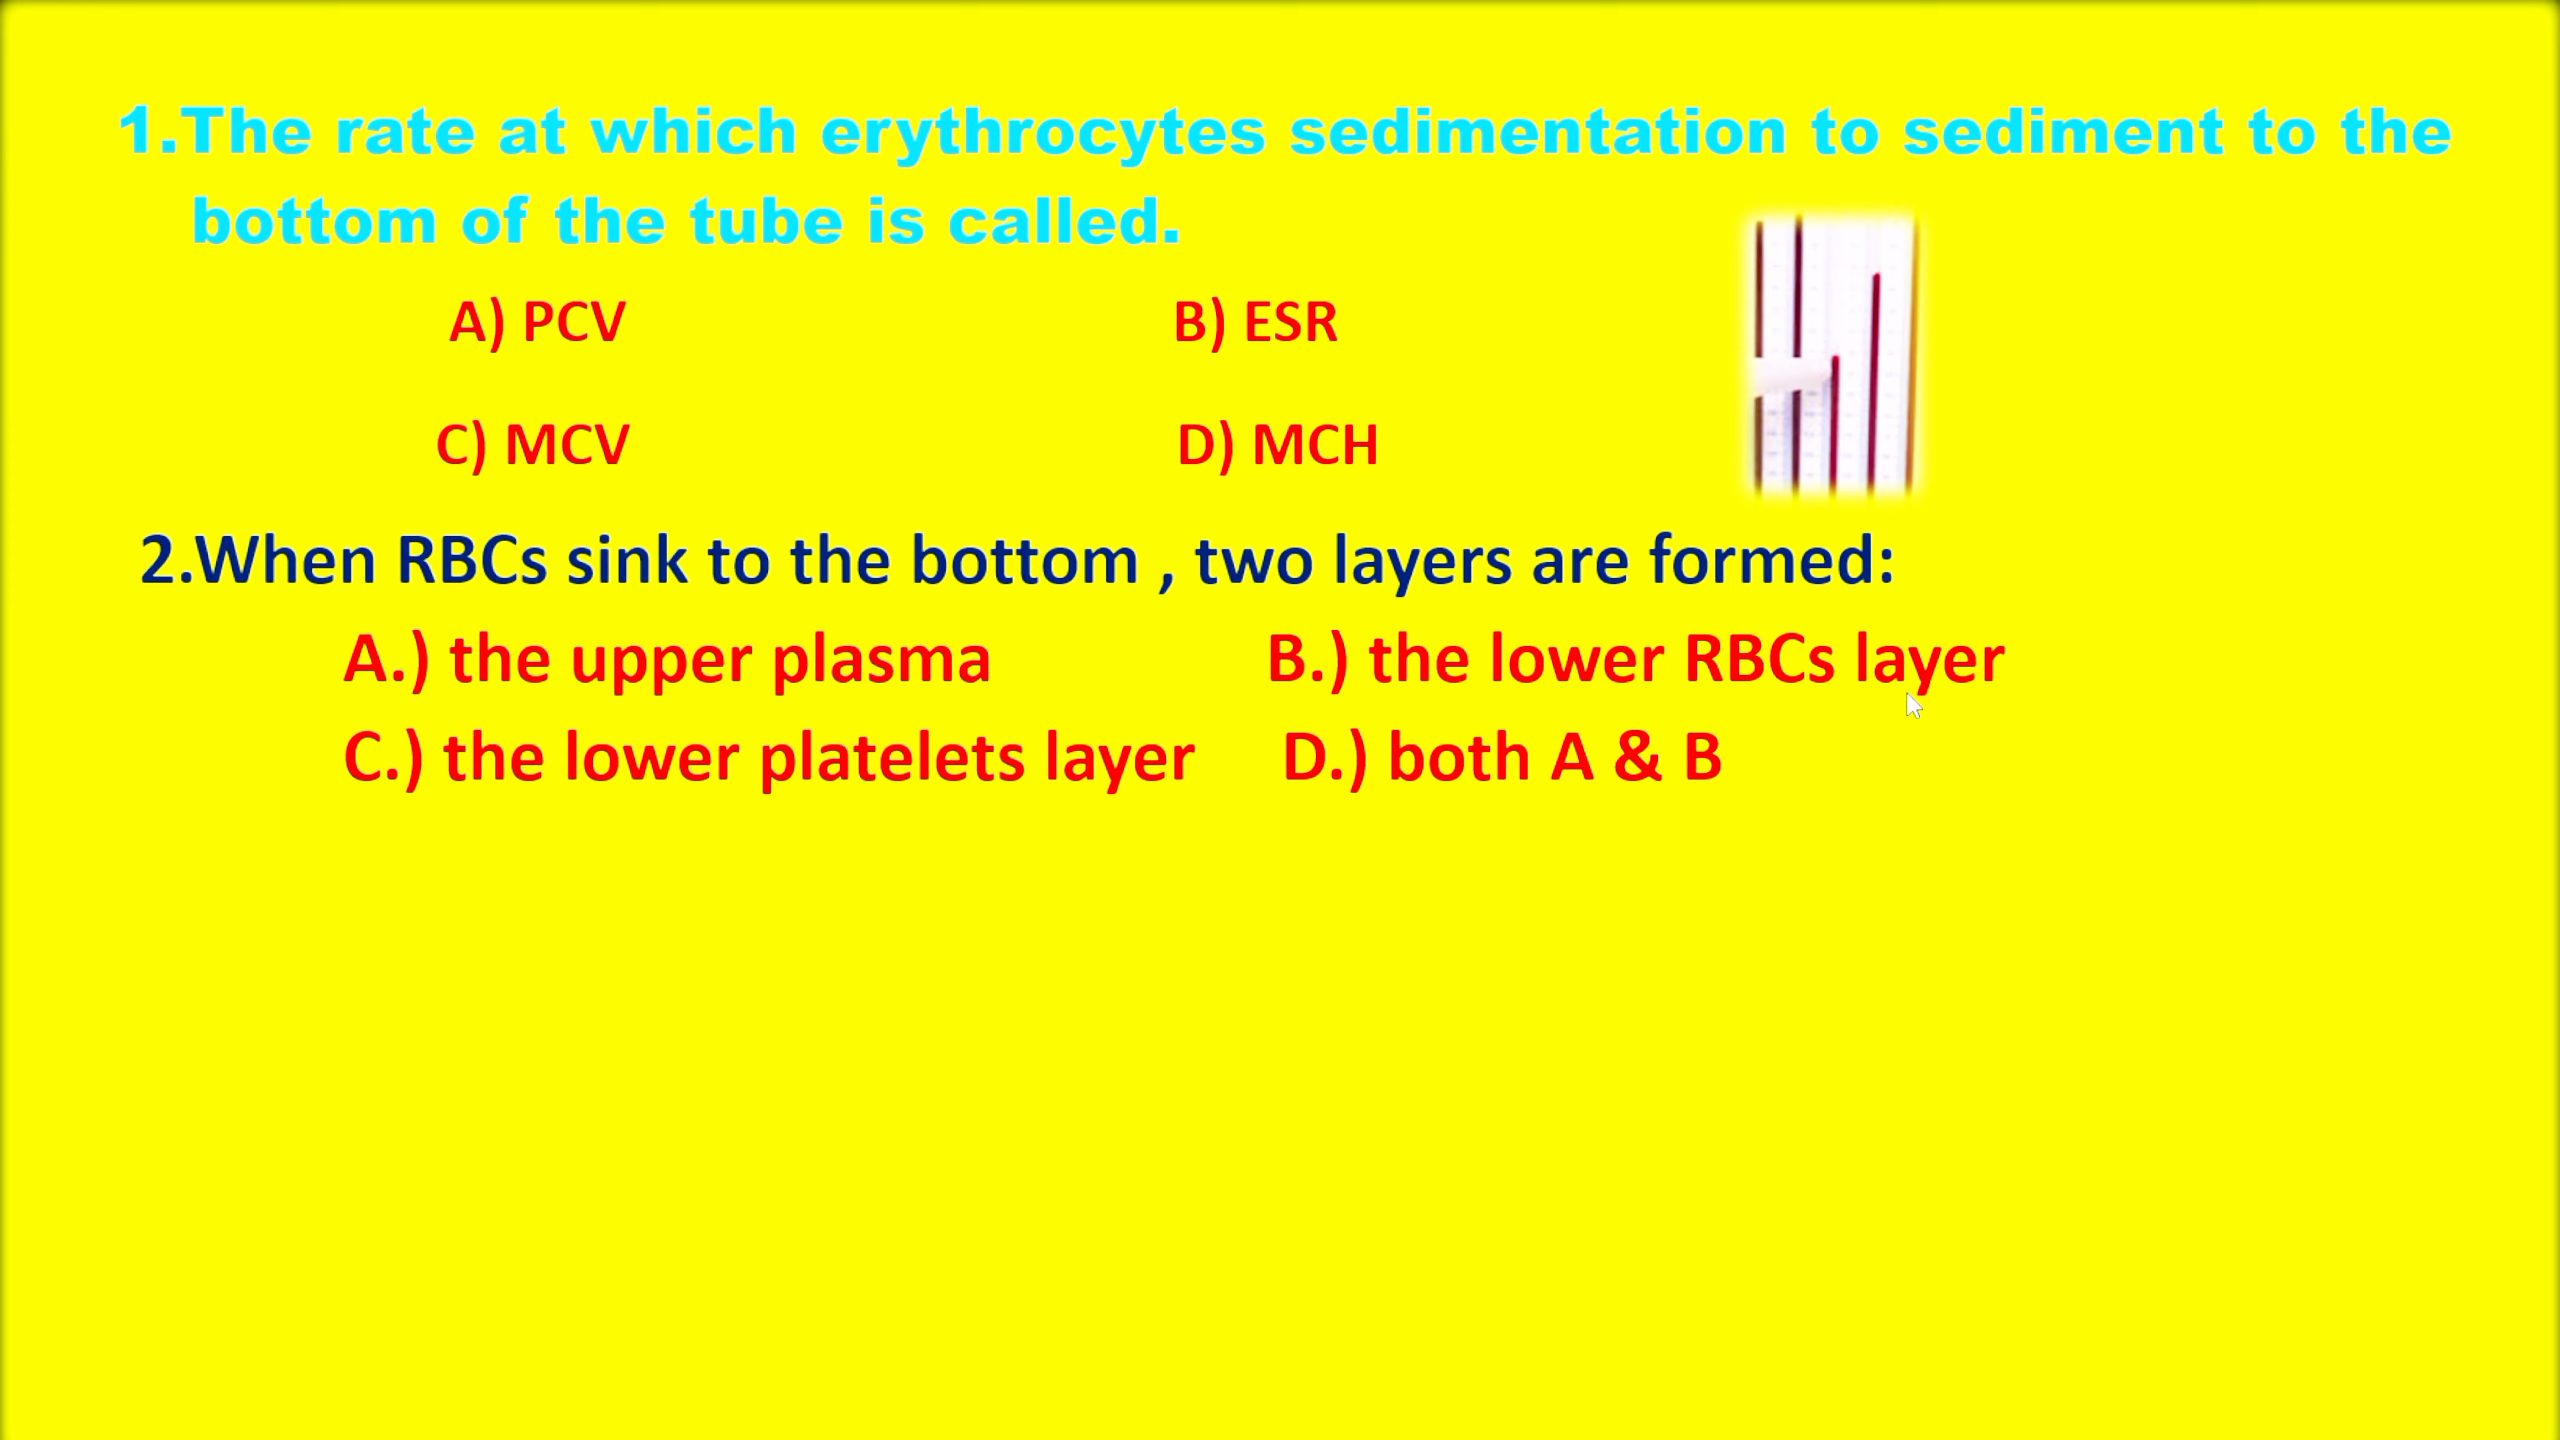 1.The rate at which erythrocytes sedimentation to sediment to the
bottom of the tube is called.
A) PCV B) ESR
C) MCV D) MCH
2.When RBCs sink to the bottom , two layers are formed:
A.) the upper plasma B.) the lower RBCs layer
C.) the lower platelets layer D.) both A & B